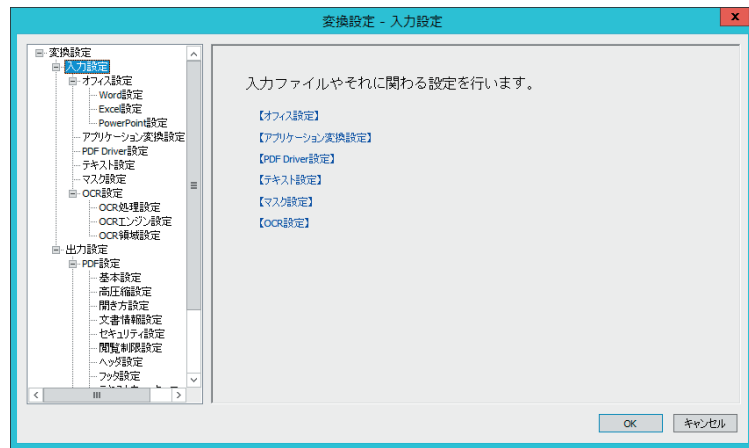 変換設定 - 入力設定
x
変換設定
入力設定
オフィス設定
Word設定
Excel設定
PowerPoint設定
アプリケーション変換設定
PDF Driver設定
テキスト設定
マスク設定
OCR設定
OCR処理設定
OCRエンジン設定
OCR領域設定
出力設定
PDF設定
基本設定
高圧縮設定
開き方設定
文書情報設定
セキュリティ設定
閲覧制限設定
ヘッダ設定
フッタ設定
入力ファイルやそれに関わる設定を行います。
【オフィス設定】
【アプリケーション変換設定】
【PDF Driver設定】
【テキスト設定】
【マスク設定】
【OCR設定】
OK
キャンセル